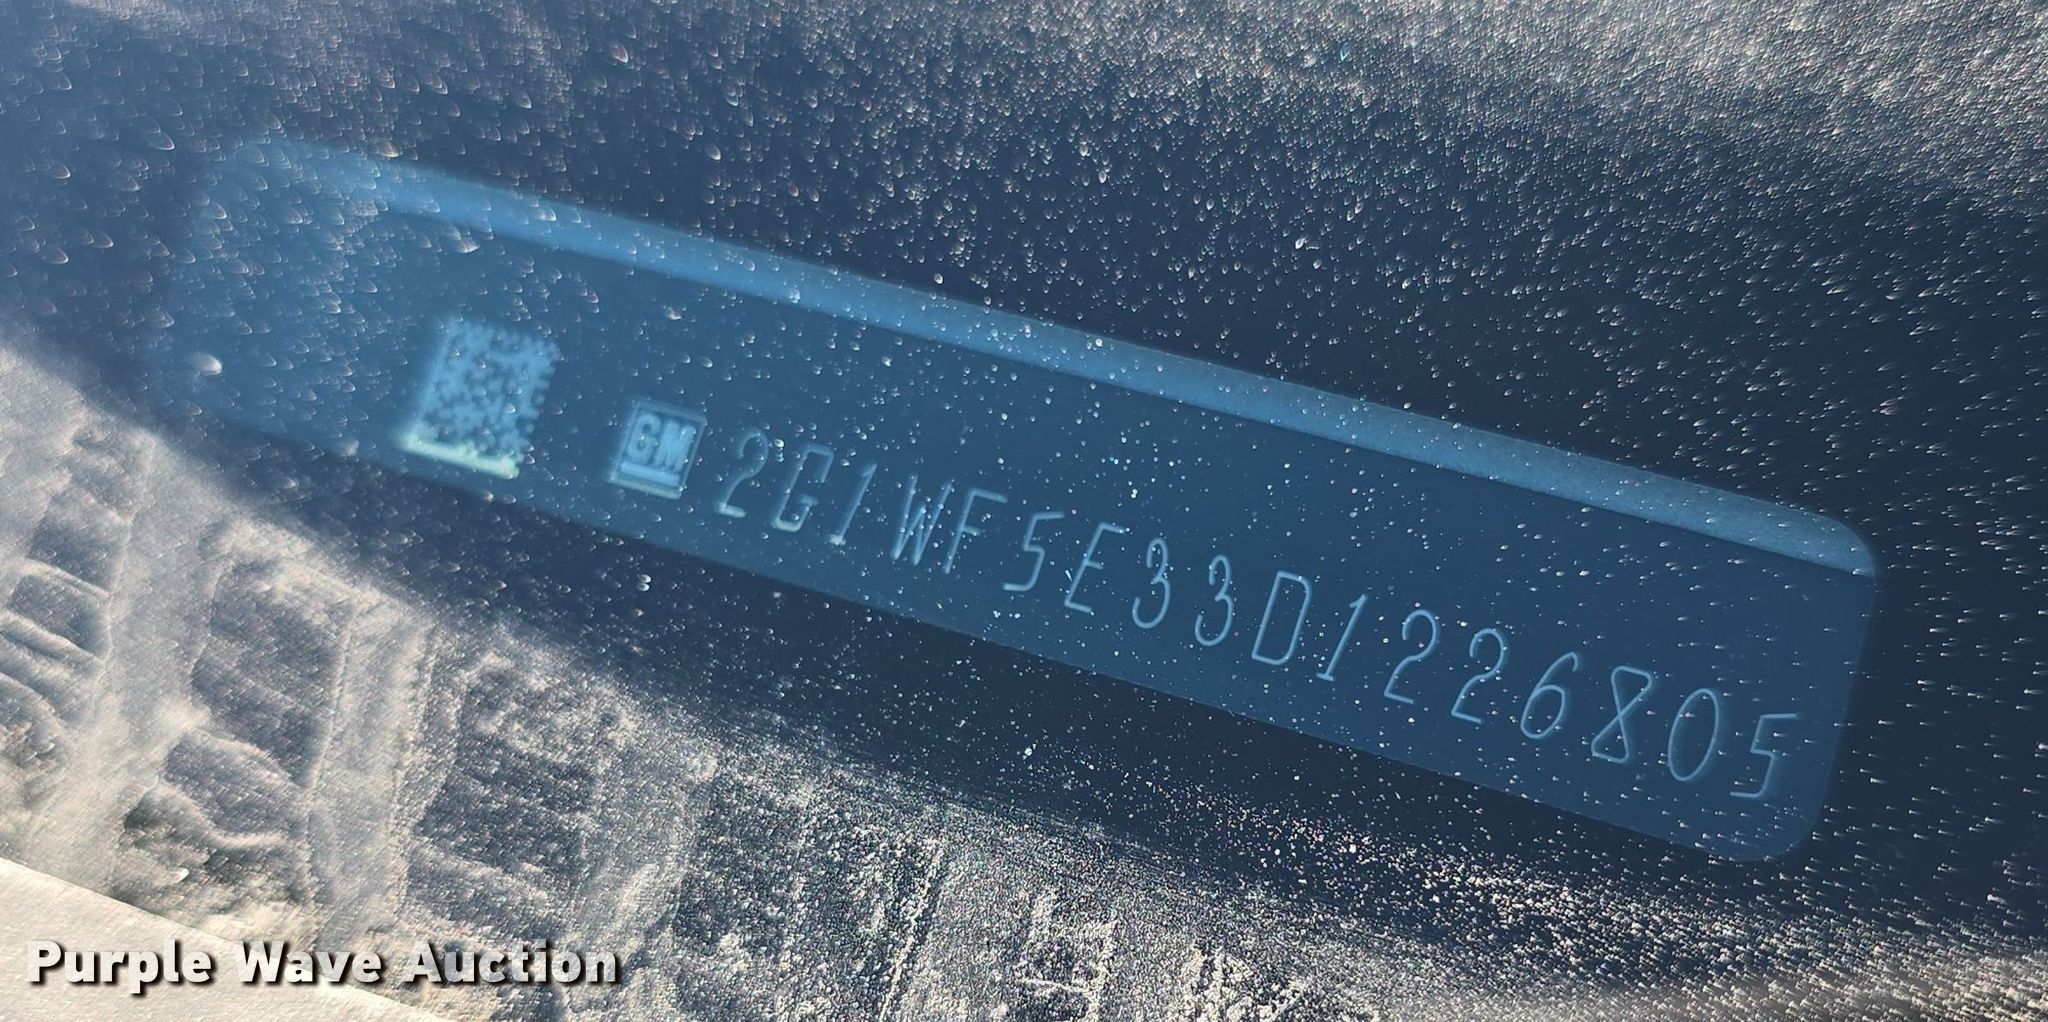 GM 2G1WF5E33D1226805
Purple Wave Auction